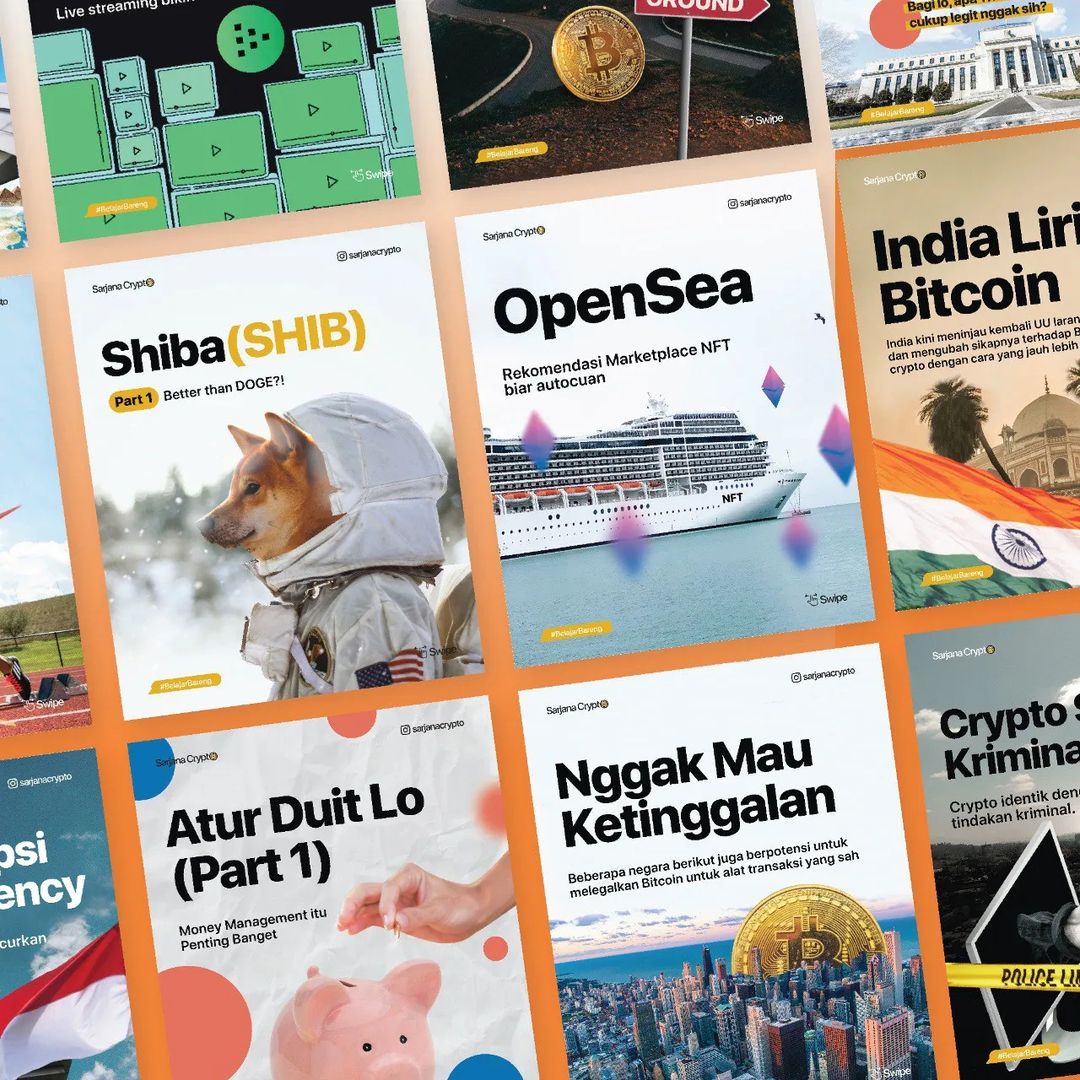 Live streaming bikin
#BelajarBareng
Swipe
GROUND
#BelajarBareng
Swipe
cukup legit nggak sih?
#BelajarBareng
Swipe
Sarjana Crypto
sarjanacrypto
Shiba(SHIB)
Part 1 Better than DOGE?!
#BelajarBareng
Swipe
Sarjana Crypto
sarjanacrypto
OpenSea
Rekomendasi Marketplace NFT
biar autocuan
NFT
#BelajarBareng
Swipe
Sarjana Crypto
India Liri
Bitcoin
India kini meninjau kembali UU laran
dan mengubah sikapnya terhadap B
crypto dengan cara yang jauh lebih
#BelajarBareng
sarjanacrypto
psi
ency
curkan
Sarjana Crypto
sarjanacrypto
Atur Duit Lo
(Part 1)
Money Management itu
Penting Banget
Sarjana Crypto
sarjanacrypto
Nggak Mau
Ketinggalan
Beberapa negara berikut juga berpotensi untuk
melegalkan Bitcoin untuk alat transaksi yang sah
Swipe
Sarjana Crypto
Crypto S
Krimina
Crypto identik deng
tindakan kriminal.
POLICE LI
#BelajarBareng